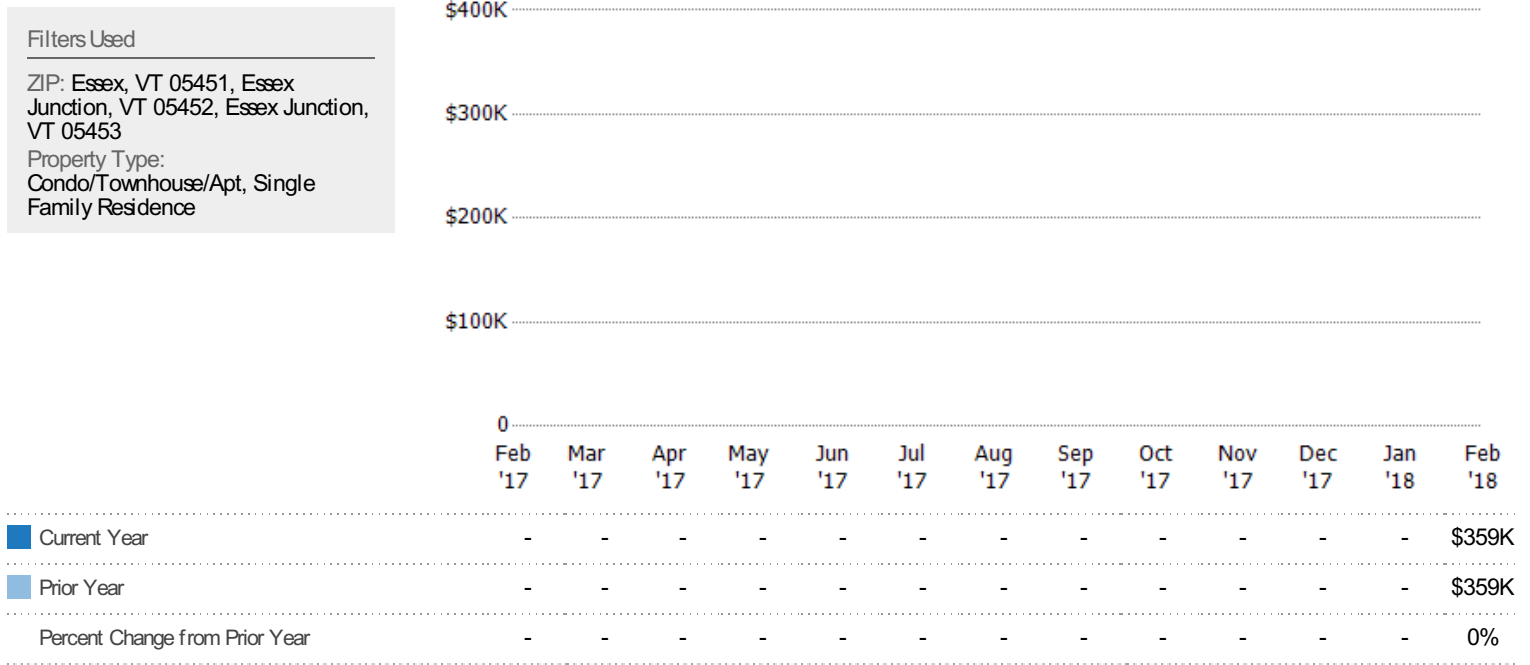 Filters Used
ZIP: Essex, VT 05451, Essex
Junction, VT 05452, Essex Junction,
VT 05453
Property Type:
Condo/Townhouse/Apt, Single
Family Residence
$400K
$300K
$200K
$100K
0
Feb Mar Apr May Jun Jul Aug Sep Oct Nov Dec Jan Feb
'17 '17 '17 '17 '17 '17 '17 '17 '17 '17 '17 '18 '18
Current Year - - - - - - - - - - - - $359K
Prior Year - - - - - - - - - - - - $359K
Percent Change from Prior Year - - - - - - - - - - - - 0%